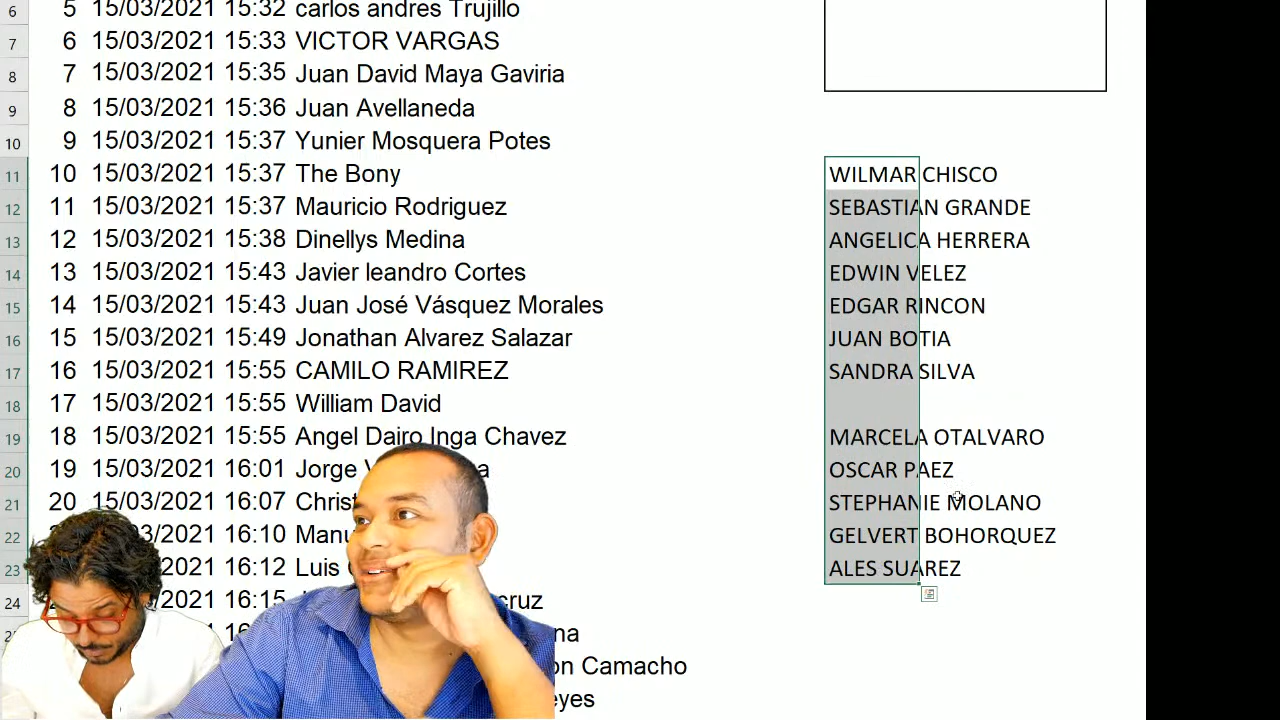 6 5 15/03/2021 15:32 carlos andres Trujillo
7 6 15/03/2021 15:33 VICTOR VARGAS
8 7 15/03/2021 15:35 Juan David Maya Gaviria
9 8 15/03/2021 15:36 Juan Avellaneda
10 9 15/03/2021 15:37 Yunier Mosquera Potes
11 10 15/03/2021 15:37 The Bony WILMAR CHISCO
12 11 15/03/2021 15:37 Mauricio Rodriguez SEBASTIAN GRANDE
13 12 15/03/2021 15:38 Dinellys Medina ANGELICA HERRERA
14 13 15/03/2021 15:43 Javier leandro Cortes EDWIN VELEZ
15 14 15/03/2021 15:43 Juan José Vásquez Morales EDGAR RINCON
16 15 15/03/2021 15:49 Jonathan Alvarez Salazar JUAN BOTIA
17 16 15/03/2021 15:55 CAMILO RAMIREZ SANDRA SILVA
18 17 15/03/2021 15:55 William David
19 18 15/03/2021 15:55 Angel Dairo Inga Chavez MARCELA OTALVARO
20 19 15/03/2021 16:01 Jorge OSCAR PAEZ
21 20 15/03/2021 16:07 STEPHANIE MOLANO
22 16:10 GELVERT BOHORQUEZ
23 16:12 Luis ALES SUAREZ
24 16:15
Camacho